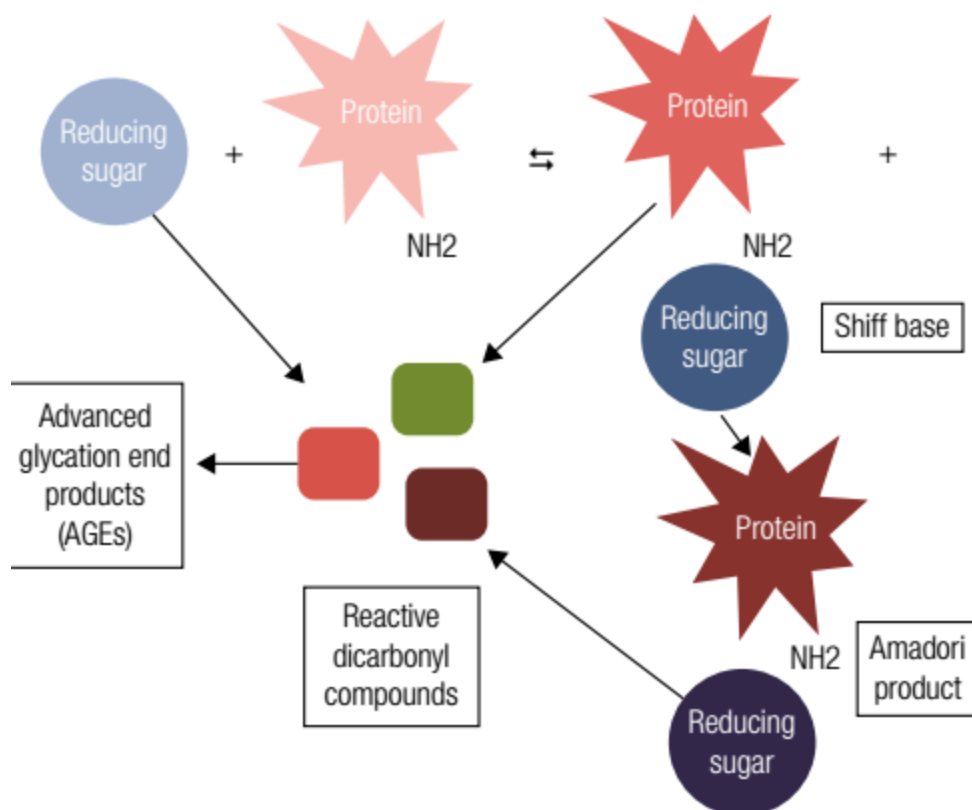 Reducing
sugar
+
Protein
NH2
⇆
Protein
NH2
+
Reducing
sugar
Shiff base
Advanced
glycation end
products
(AGEs)
Protein
NH2
Reactive
dicarbonyl
compounds
Amadori
product
Reducing
sugar